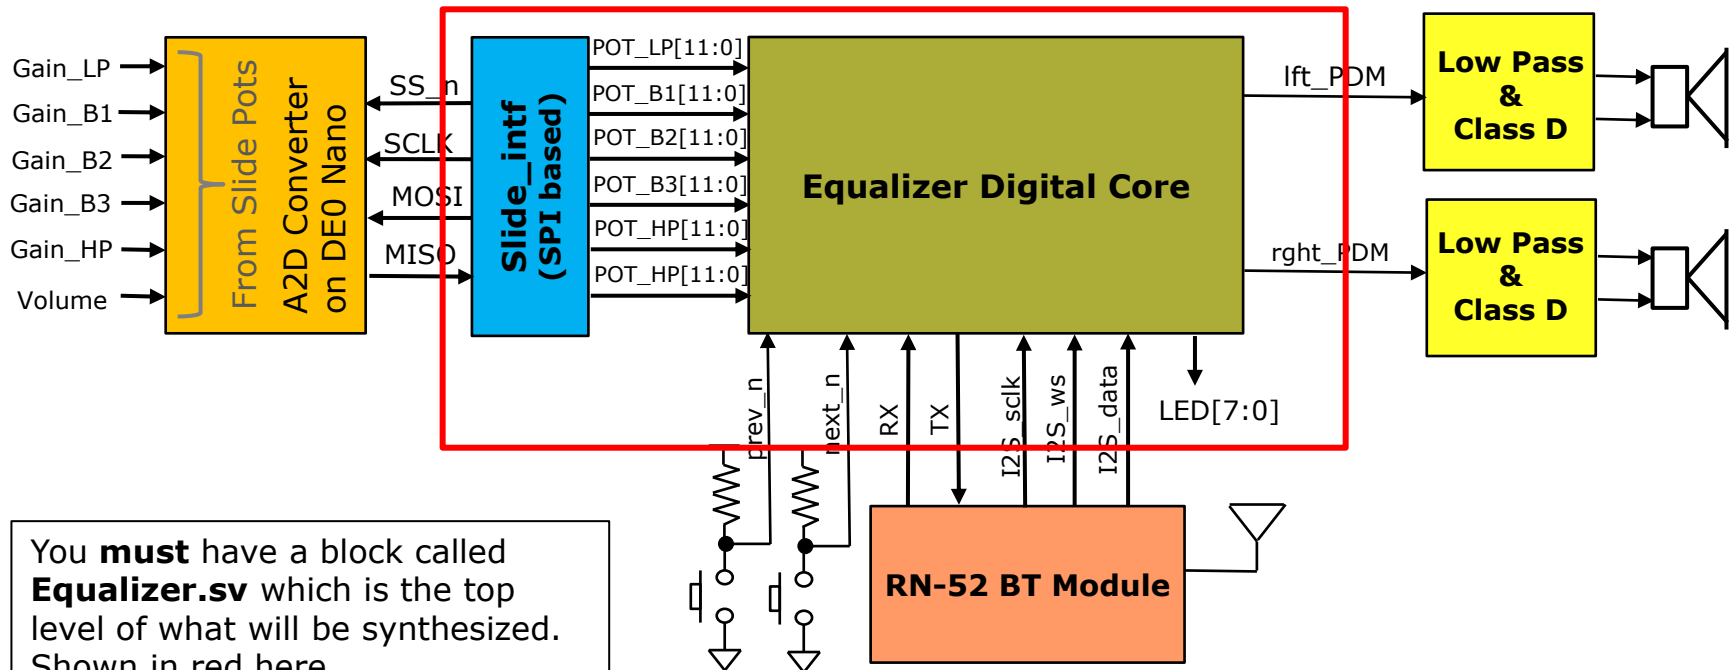 Gain_LP
Gain_B1
Gain_B2
Gain_B3
Gain_HP
Volume
From Slide Pots
A2D Converter
on DE0 Nano
SS_n
SCLK
MOSI
MISO
Slide_intf
(SPI based)
POT_LP[11:0]
POT_B1[11:0]
POT_B2[11:0]
POT_B3[11:0]
POT_HP[11:0]
POT_HP[11:0]
Equalizer Digital Core
lft_PDM
rght_PDM
Low Pass
&
Class D
Low Pass
&
Class D
prev_n
next_n
RX
TX
I2S_sclk
I2S_ws
I2S_data
LED[7:0]
RN-52 BT Module
You must have a block called
Equalizer.sv which is the top
level of what will be synthesized.
Shown in red here